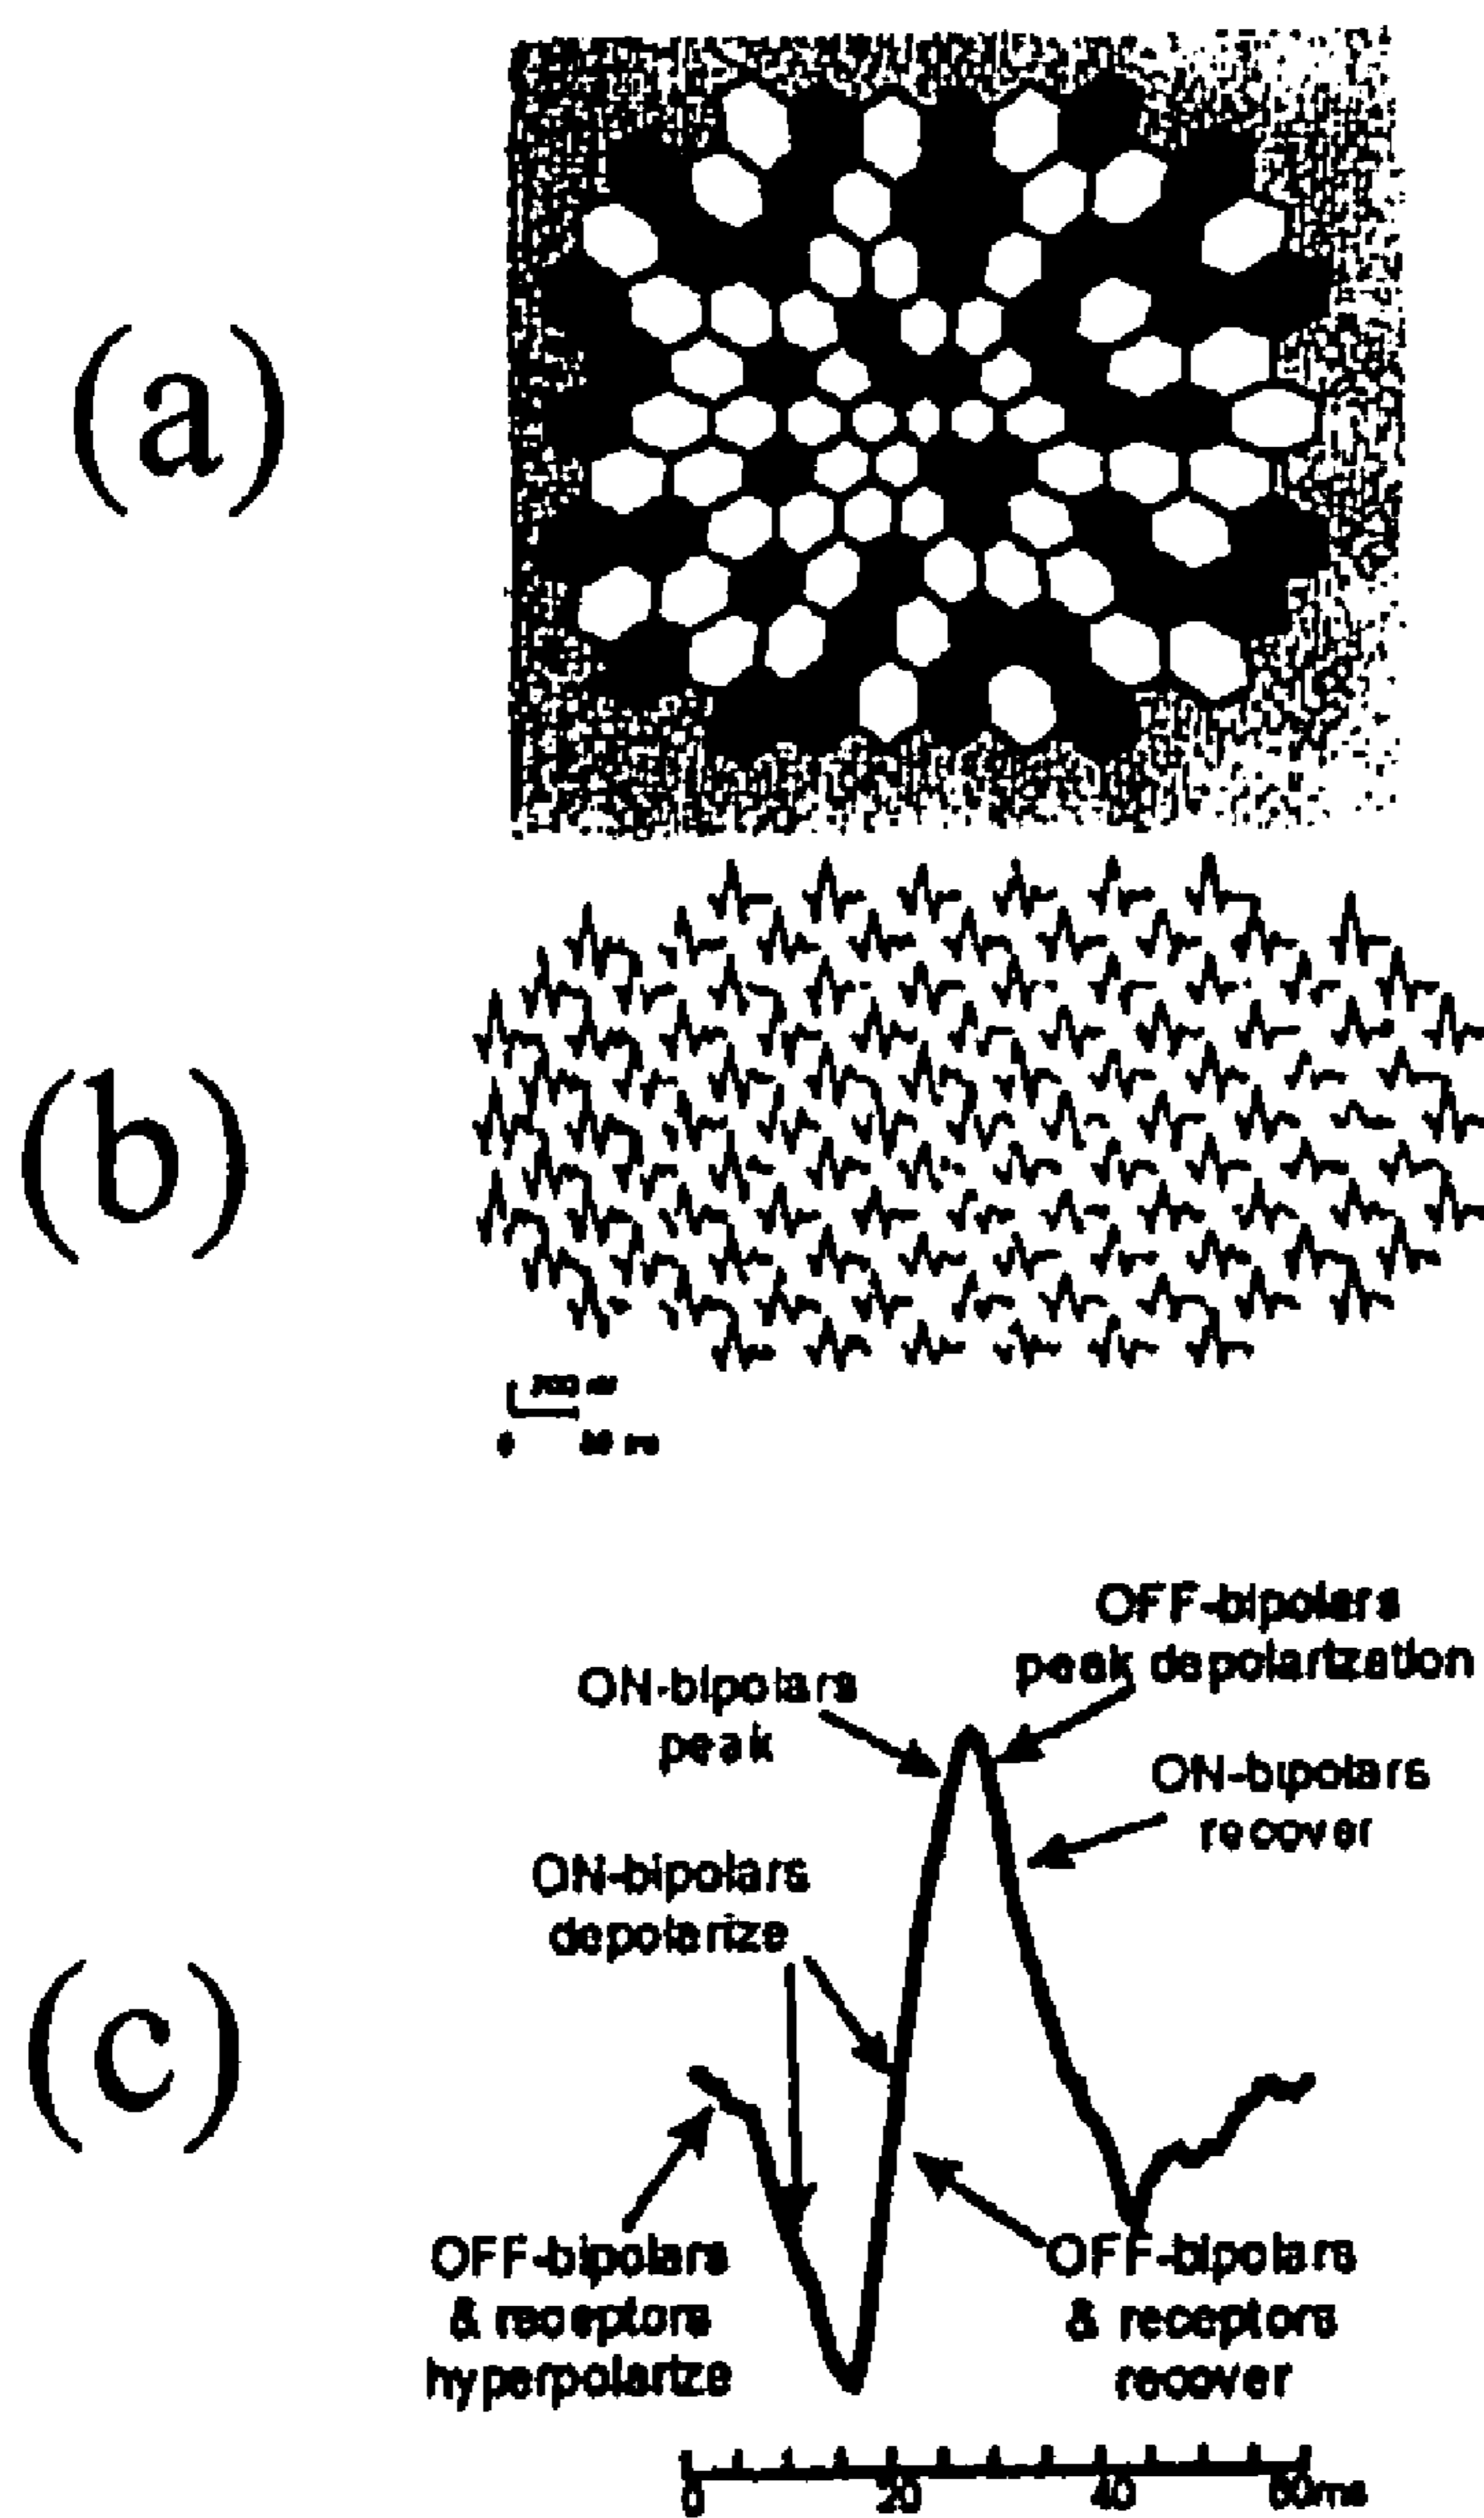 (a)
(b)
0
(c)
OFF-bipolars
peak depolarization
ON-bipolars
peak
ON-bipolars
recover
ON-bipolars
depolarize
OFF-bipolars
& receptors
hyperpolarize
OFF-bipolars
& receptors
recover
0 20 40 60ms